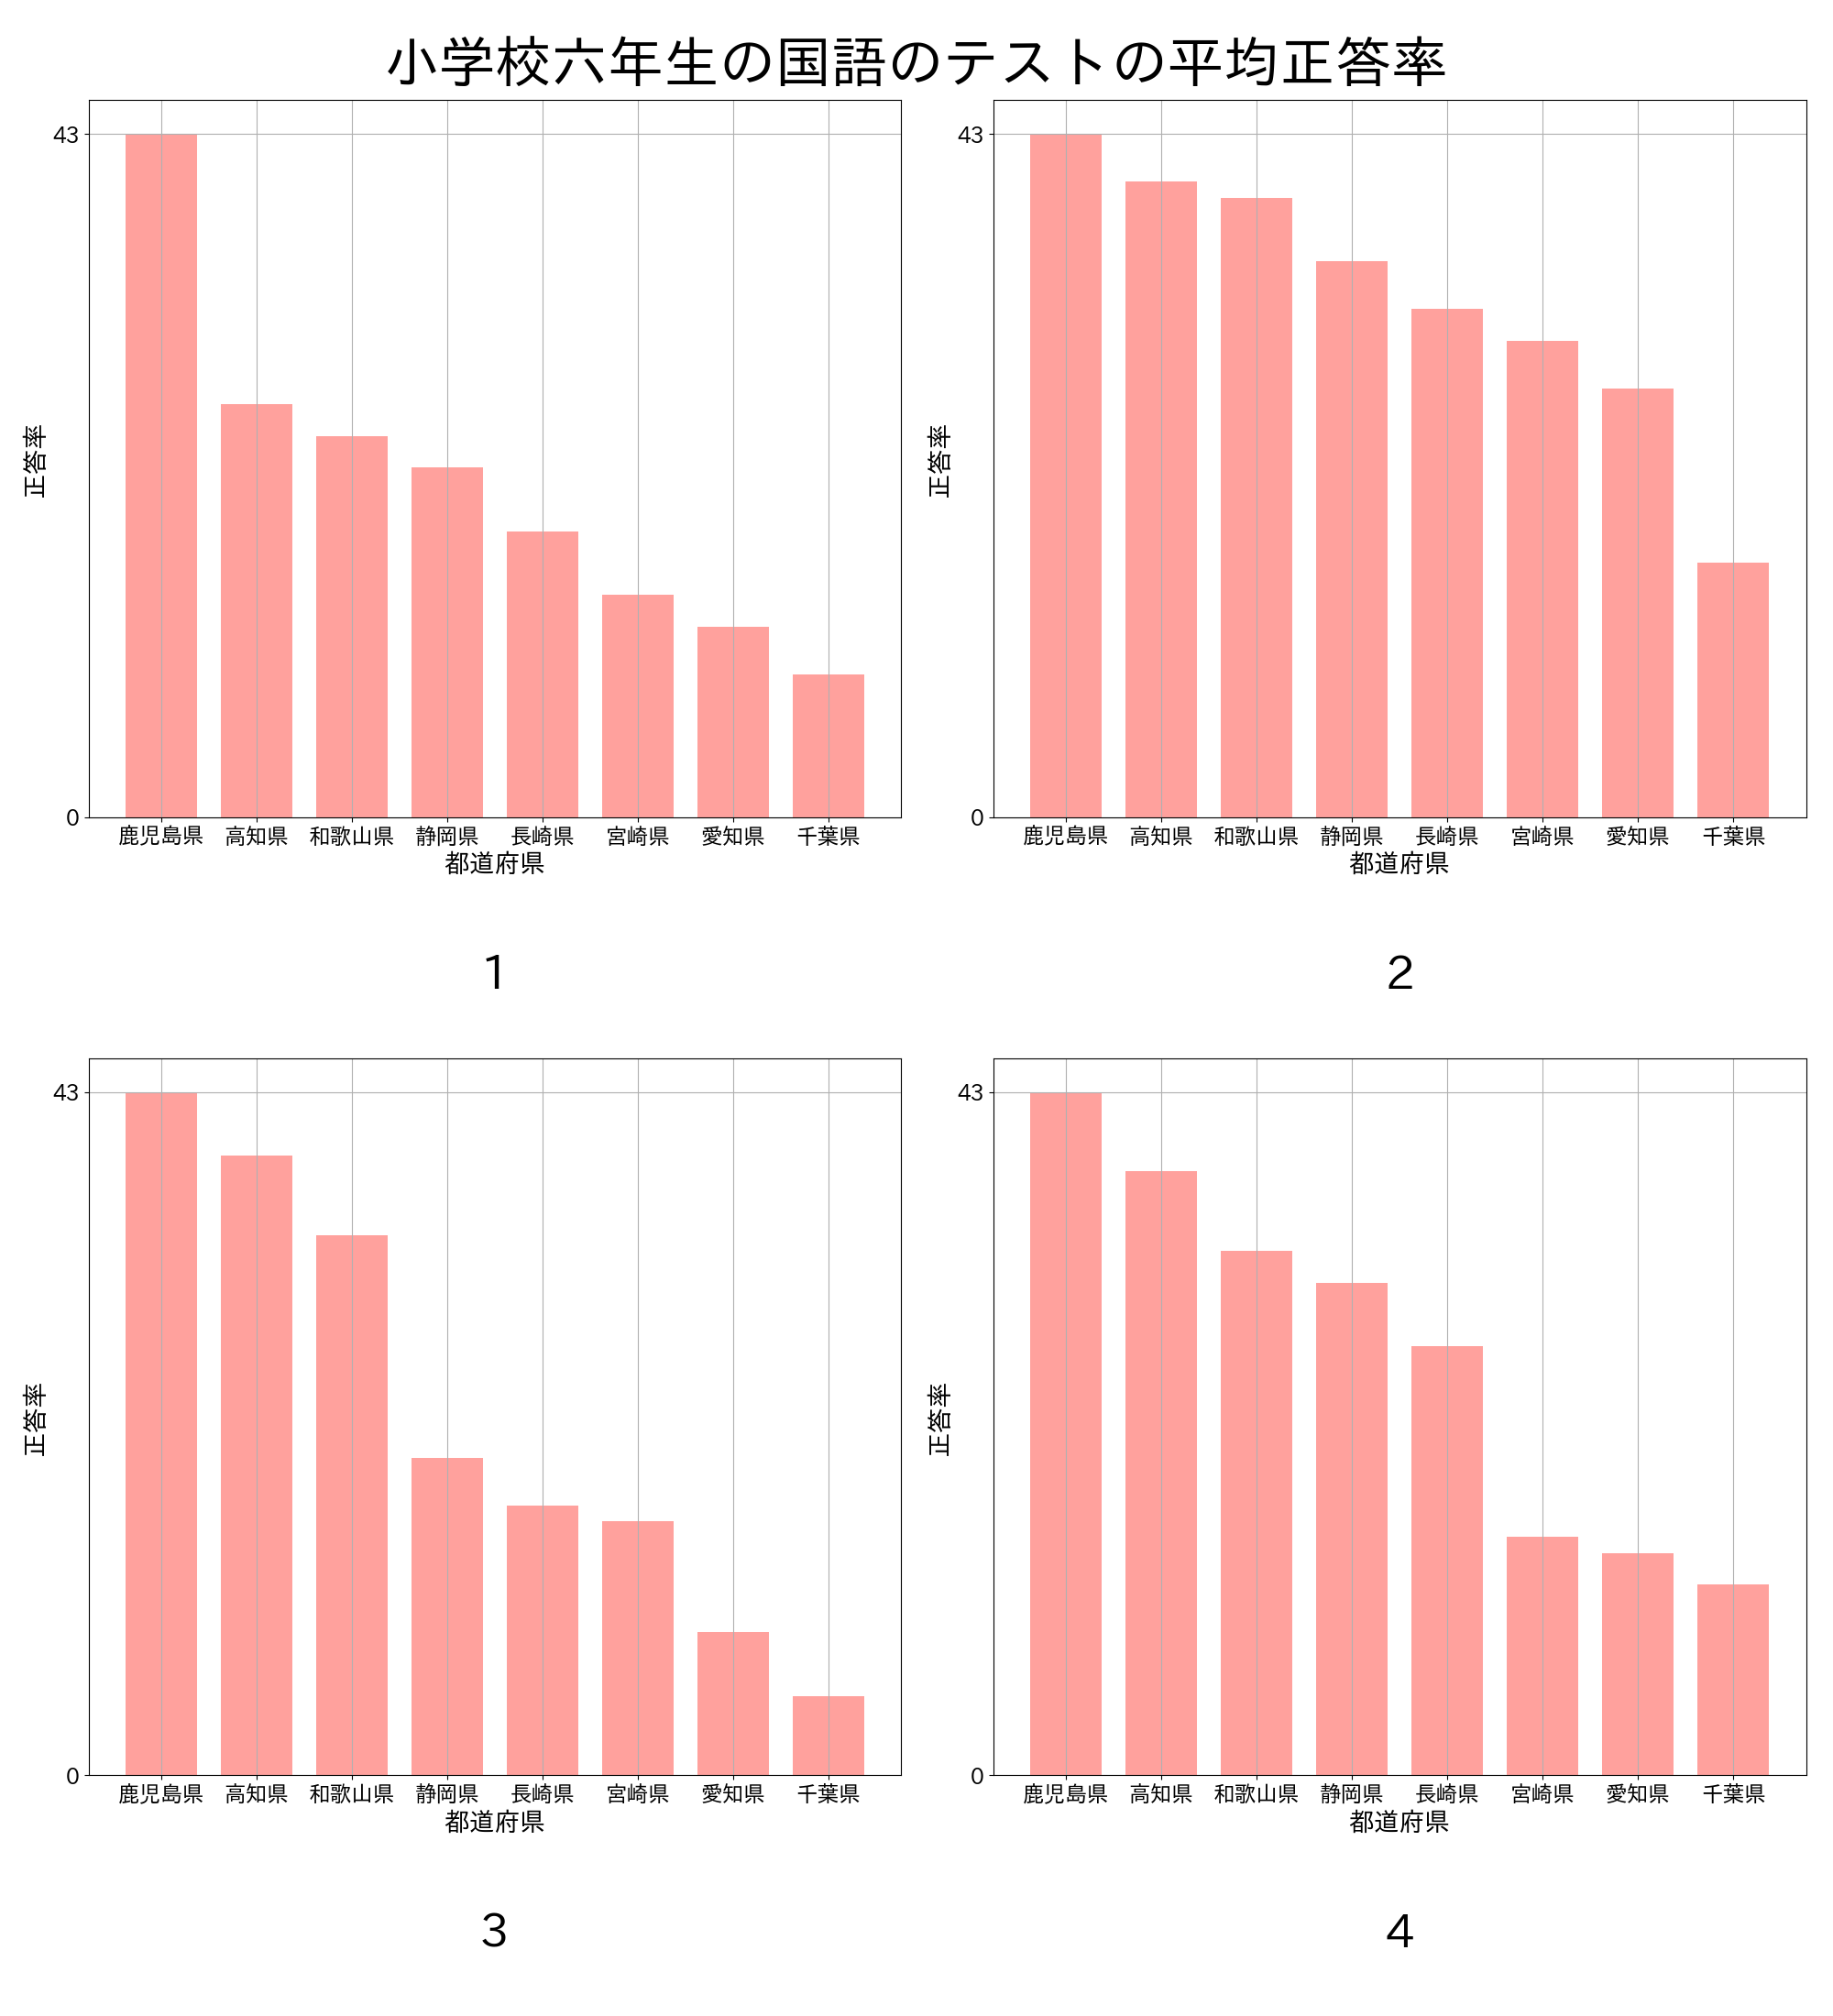 小学校六年生の国語のテストの平均正答率
43
0
正答率
鹿児島県 高知県 和歌山県 静岡県 長崎県 宮崎県 愛知県 千葉県
都道府県
1
43
0
正答率
鹿児島県 高知県 和歌山県 静岡県 長崎県 宮崎県 愛知県 千葉県
都道府県
2
43
0
正答率
鹿児島県 高知県 和歌山県 静岡県 長崎県 宮崎県 愛知県 千葉県
都道府県
3
43
0
正答率
鹿児島県 高知県 和歌山県 静岡県 長崎県 宮崎県 愛知県 千葉県
都道府県
4